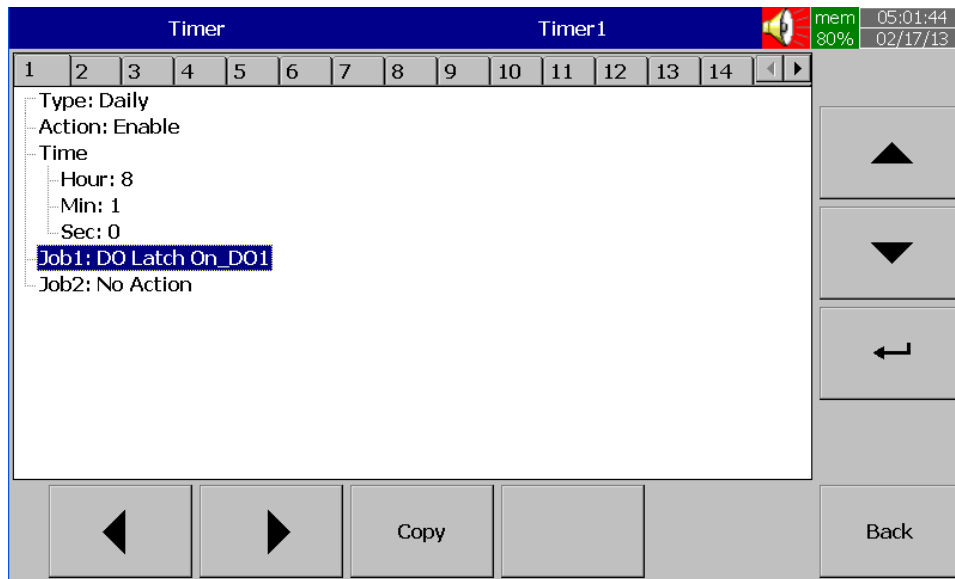 Timer Timer1 mem 05:01:44
80% 02/17/13
1 2 3 4 5 6 7 8 9 10 11 12 13 14
Type: Daily
Action: Enable
Time
Hour: 8
Min: 1
Sec: 0
Job1: DO Latch On_DO1
Job2: No Action
Copy Back